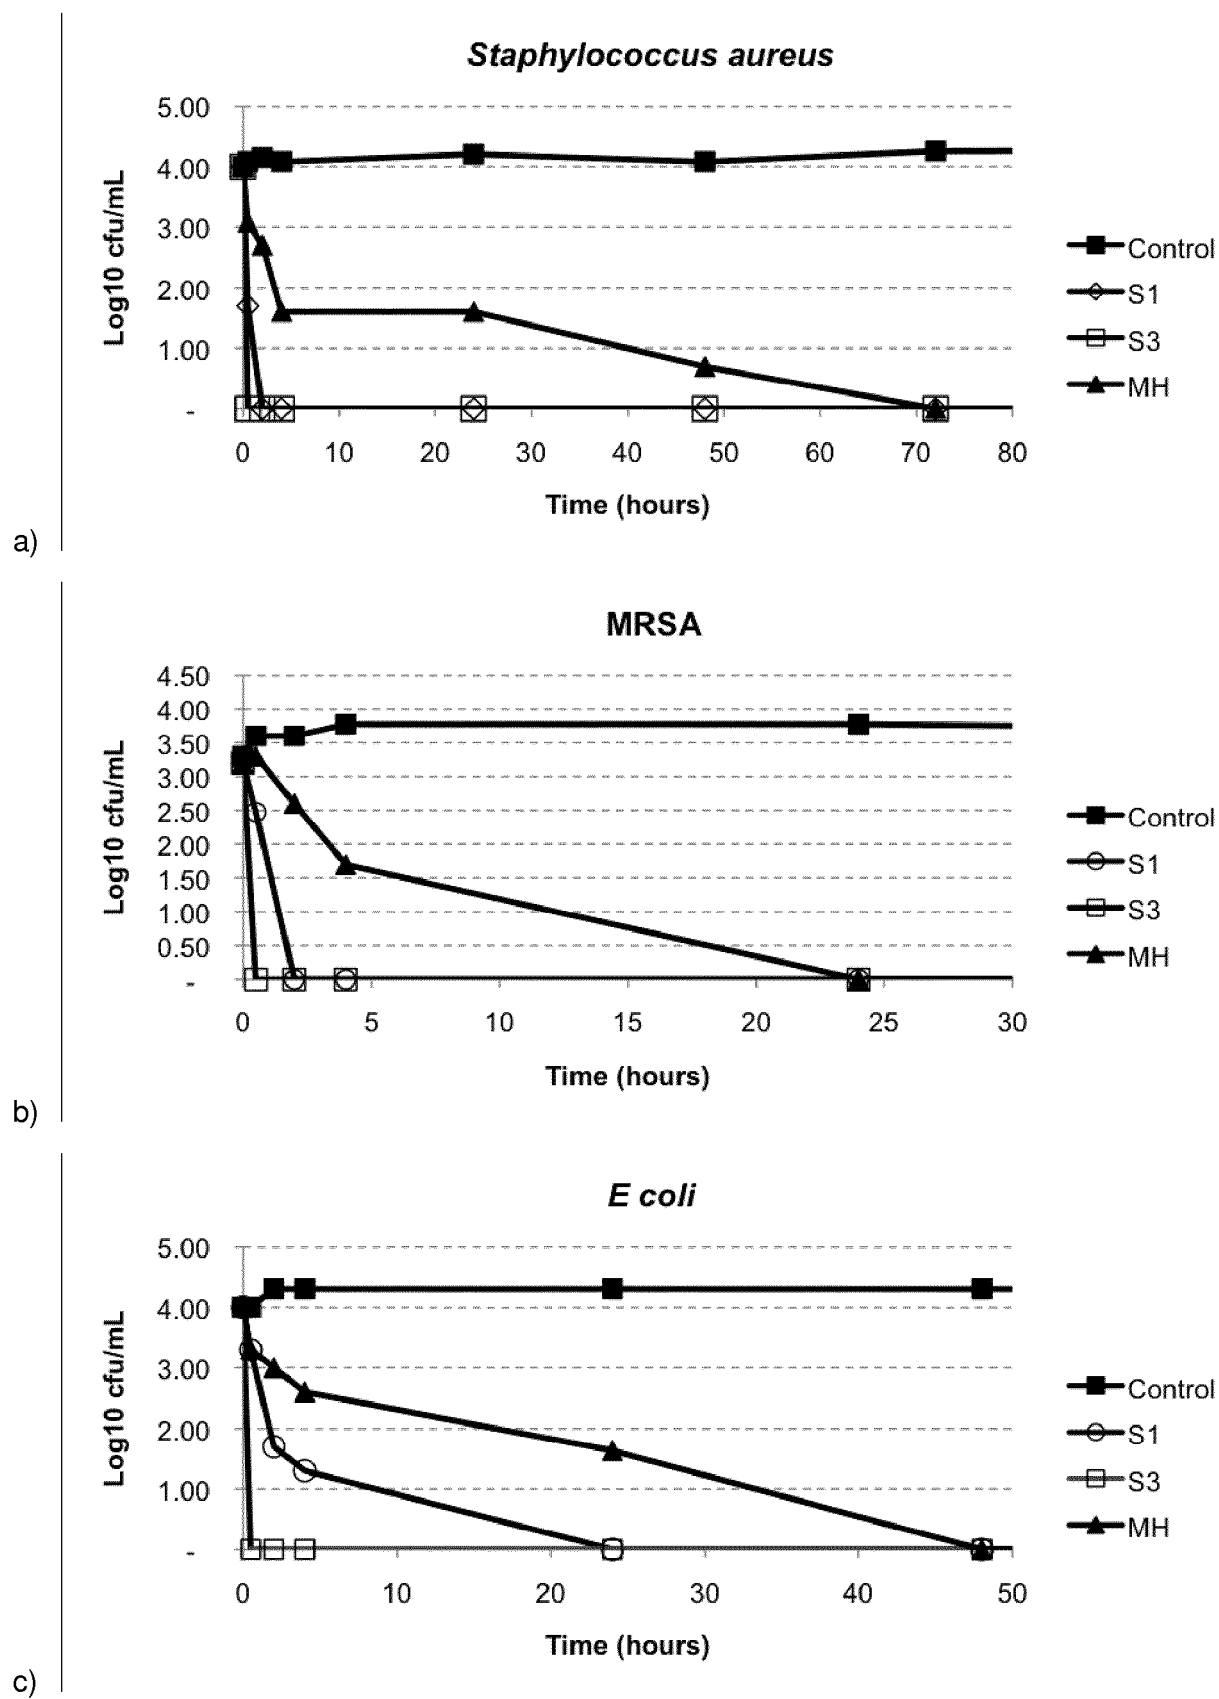 Staphylococcus aureus
5.00
4.00
3.00
2.00
1.00
-
Log10 cfu/mL
0 10 20 30 40 50 60 70 80
Time (hours)
Control
S1
S3
MH
a)
MRSA
4.50
4.00
3.50
3.00
2.50
2.00
1.50
1.00
0.50
-
Log10 cfu/mL
0 5 10 15 20 25 30
Time (hours)
Control
S1
S3
MH
b)
E coli
5.00
4.00
3.00
2.00
1.00
-
Log10 cfu/mL
0 10 20 30 40 50
Time (hours)
Control
S1
S3
MH
c)